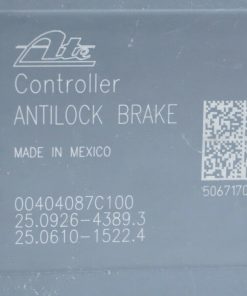 Ate
Controller
ANTILOCK BRAKE
MADE IN MEXICO
5067170
00404087C100
25.0926-4389.3
25.0610-1522.4